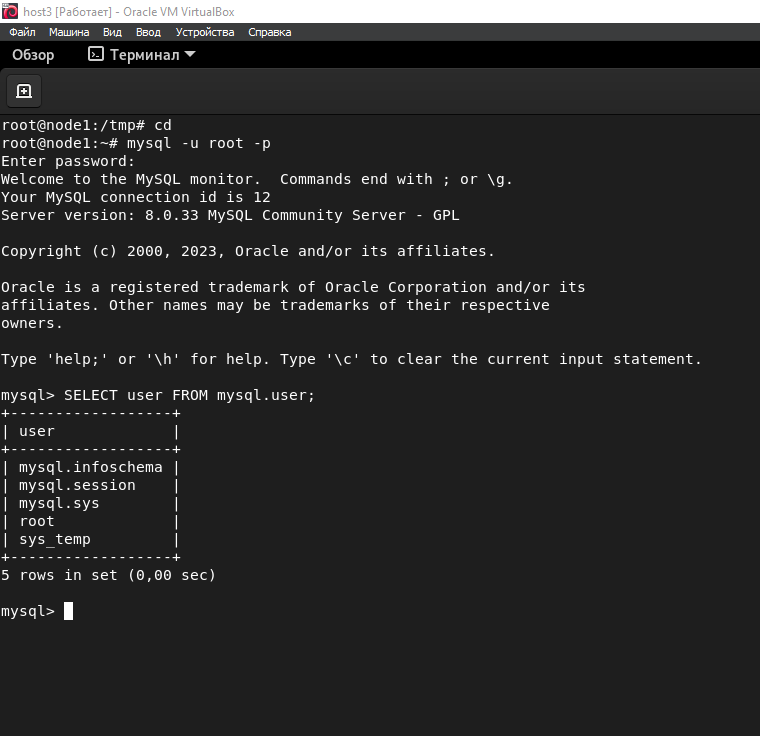 host3 [Работает] - Oracle VM VirtualBox
Файл Машина Вид Ввод Устройства Справка
Обзор Терминал
root@node1:/tmp# cd
root@node1:~# mysql -u root -p
Enter password:
Welcome to the MySQL monitor.  Commands end with ; or \g.
Your MySQL connection id is 12
Server version: 8.0.33 MySQL Community Server - GPL
Copyright (c) 2000, 2023, Oracle and/or its affiliates.
Oracle is a registered trademark of Oracle Corporation and/or its
affiliates. Other names may be trademarks of their respective
owners.
Type 'help;' or '\h' for help. Type '\c' to clear the current input statement.
mysql> SELECT user FROM mysql.user;
+------------------+
| user             |
+------------------+
| mysql.infoschema |
| mysql.session    |
| mysql.sys        |
| root             |
| sys_temp         |
+------------------+
5 rows in set (0,00 sec)
mysql>